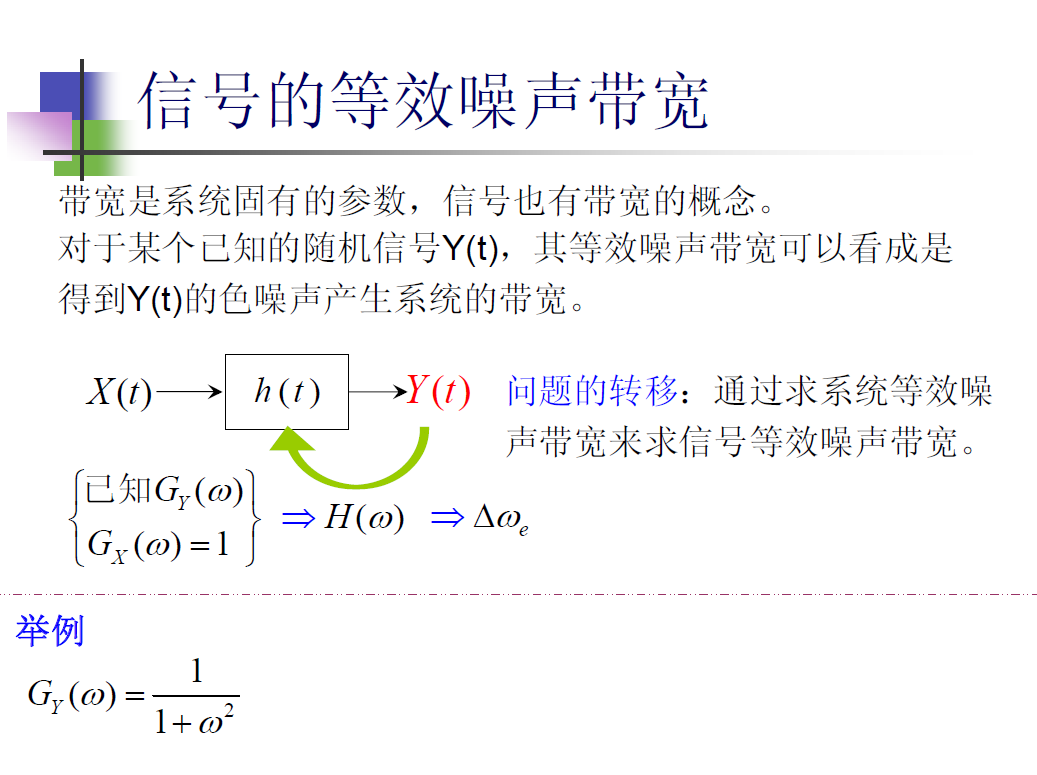 信号的等效噪声带宽
带宽是系统固有的参数，信号也有带宽的概念。
对于某个已知的随机信号Y(t)，其等效噪声带宽可以看成是
得到Y(t)的色噪声产生系统的带宽。
X(t) → h(t) → Y(t)
问题的转移：通过求系统等效噪
声带宽来求信号等效噪声带宽。
{已知G_Y(ω)
G_X(ω)=1} ⇒ H(ω) ⇒ Δω_e
举例
G_Y(ω) = 1/(1+ω²)